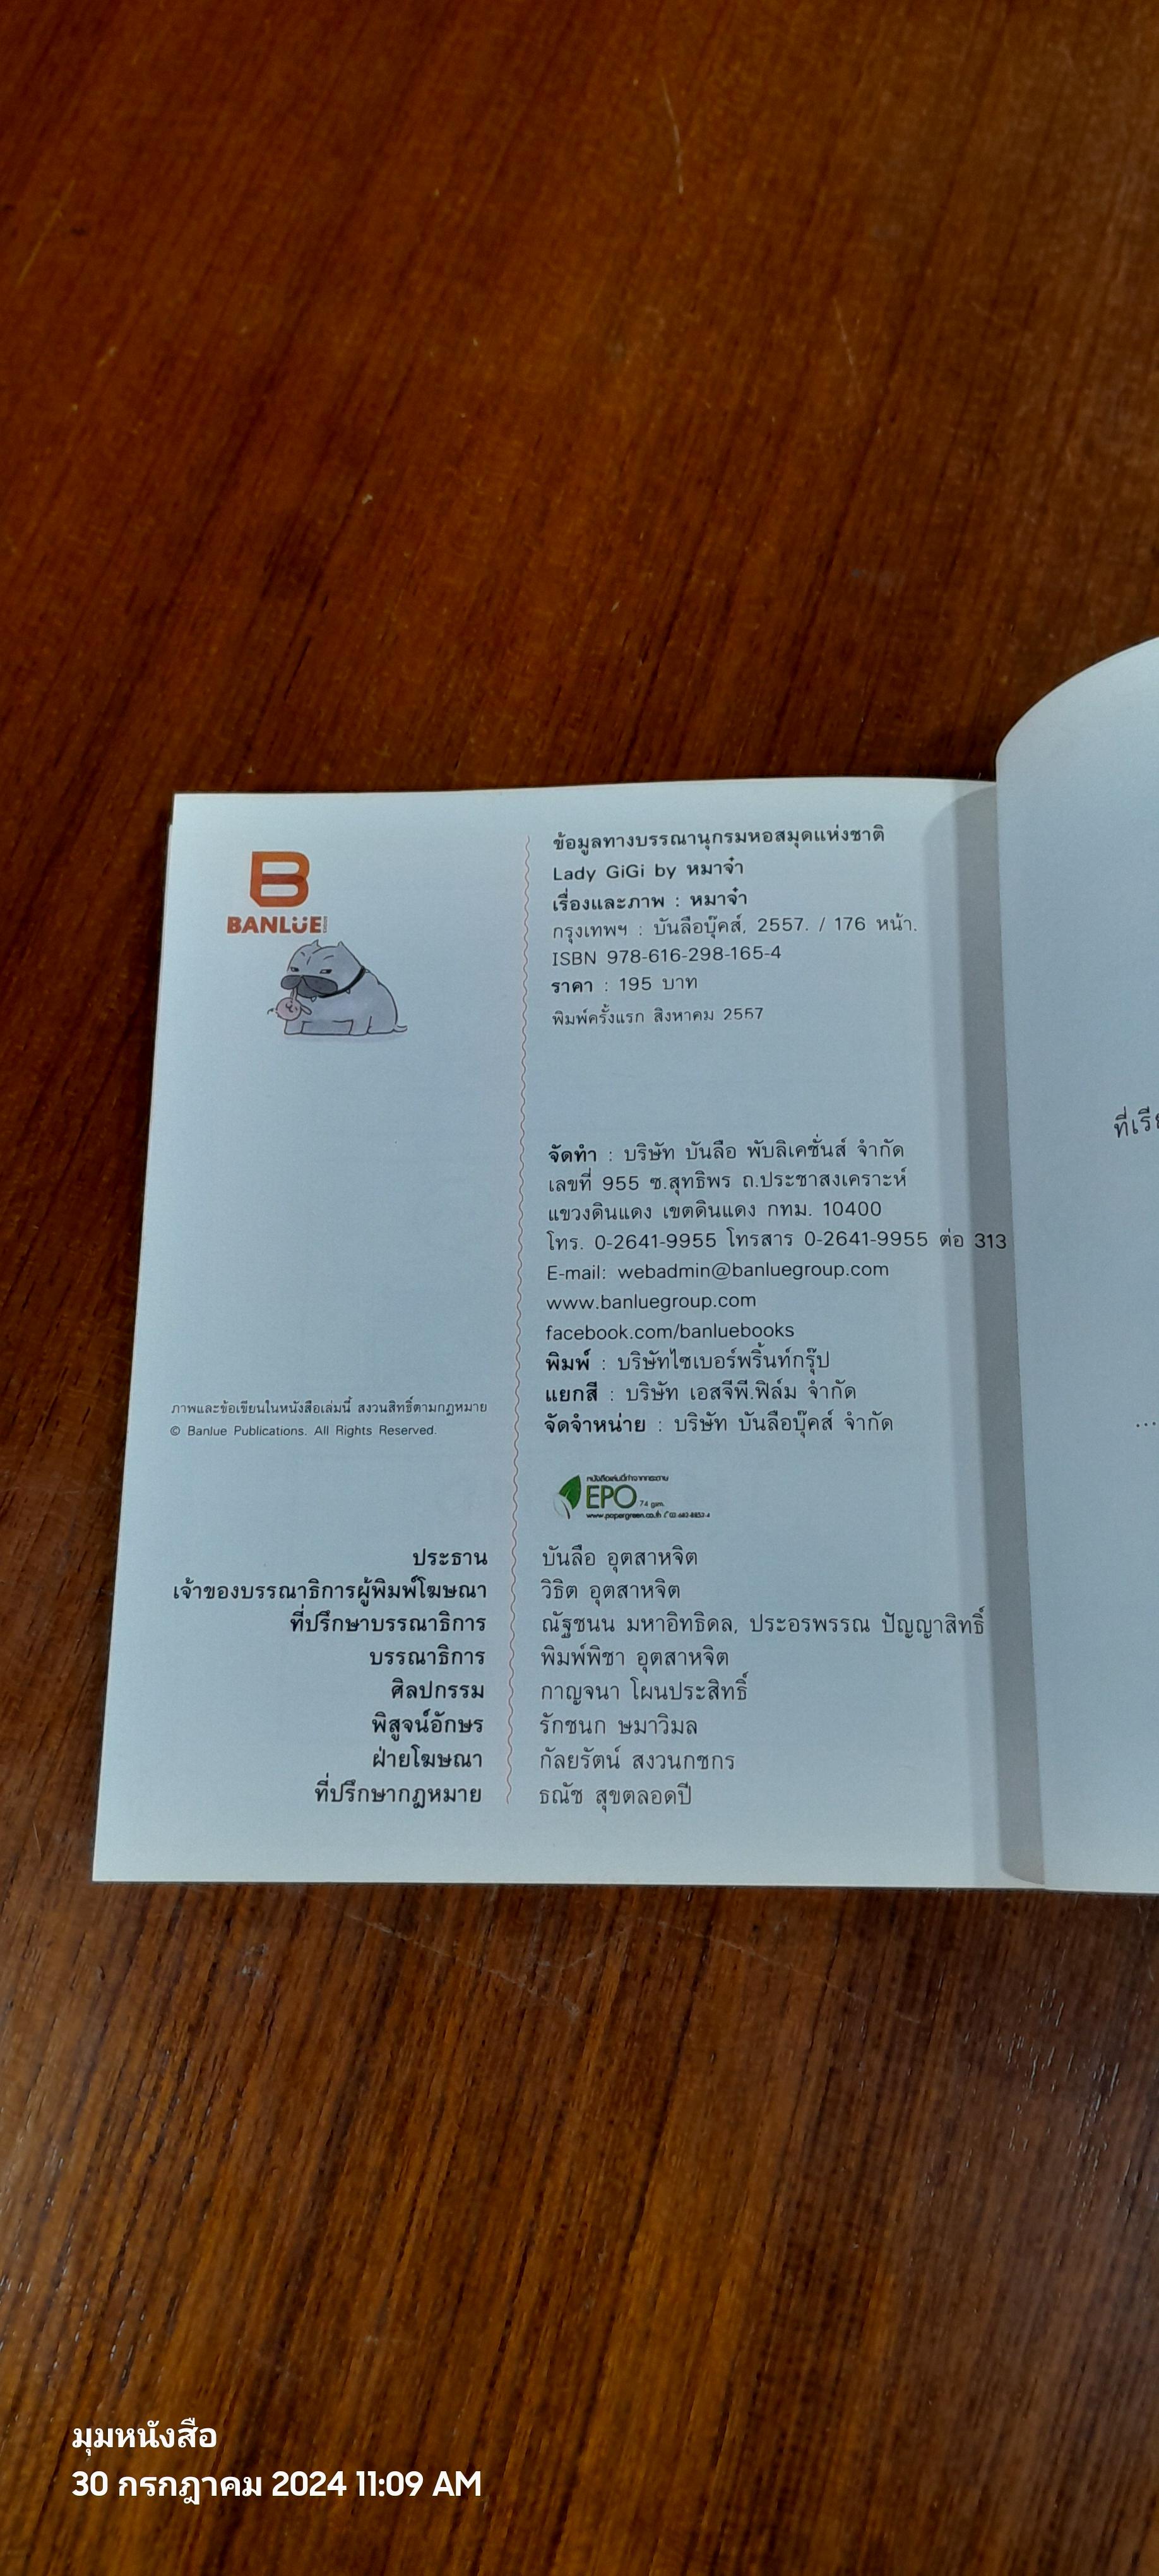 BANLUE
ข้อมูลทางบรรณานุกรมหอสมุดแห่งชาติ
Lady GiGi by หมาจ๋า
เรื่องและภาพ : หมาจ๋า
กรุงเทพฯ : บันลือบุ๊คส์, 2557. / 176 หน้า.
ISBN 978-616-298-165-4
ราคา : 195 บาท
พิมพ์ครั้งแรก สิงหาคม 2557
จัดทำ : บริษัท บันลือ พับลิเคชั่นส์ จำกัด
เลขที่ 955 ซ.สุทธิพร ถ.ประชาสงเคราะห์
แขวงดินแดง เขตดินแดง กทม. 10400
โทร. 0-2641-9955 โทรสาร 0-2641-9955 ต่อ 313
E-mail: webadmin@banluegroup.com
www.banluegroup.com
facebook.com/banluebooks
พิมพ์ : บริษัทไซเบอร์พริ้นท์กรุ๊ป
แยกสี : บริษัท เอสจีพี.ฟิล์ม จำกัด
จัดจำหน่าย : บริษัท บันลือบุ๊คส์ จำกัด
ภาพและข้อเขียนในหนังสือเล่มนี้ สงวนสิทธิ์ตามกฎหมาย
© Banlue Publications. All Rights Reserved.
หนังสือเล่มนี้ทำจากกระดาษ
EPO 74 gsm.
www.papergreen.co.th
ประธาน บันลือ อุตสาหจิต
เจ้าของบรรณาธิการผู้พิมพ์โฆษณา วิธิต อุตสาหจิต
ที่ปรึกษาบรรณาธิการ ณัฐชนน มหาอิทธิดล, ประอรพรรณ ปัญญาสิทธิ์
บรรณาธิการ พิมพ์พิชา อุตสาหจิต
ศิลปกรรม กาญจนา โผนประสิทธิ์
พิสูจน์อักษร รักชนก ษมาวิมล
ฝ่ายโฆษณา กัลยรัตน์ สงวนกชกร
ที่ปรึกษากฎหมาย ธณัช สุขตลอดปี
มุมหนังสือ
30 กรกฎาคม 2024 11:09 AM